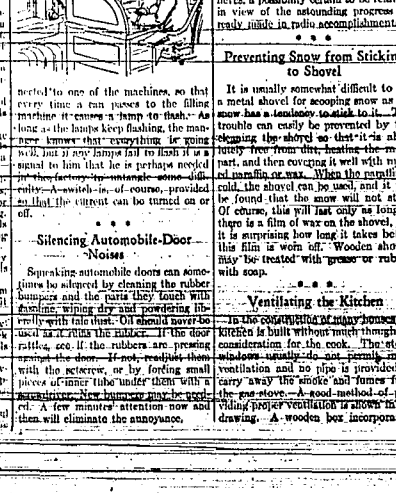 nected to one of the machines, so that
every time a can passes to the filling
machine it causes a lamp to flash. As
long as the lamps keep flashing, the man-
ager knows that everything is going
well, but if any lamps fail to flash it is a
signal to him that he is perhaps needed
in the factory to untangle some diffi-
culty. A switch is, of course, provided
so that the current can be turned on or
off.
* * *
Silencing Automobile-Door
Noises
Squeaking automobile doors can some-
times be silenced by cleaning the rubber
bumpers and the parts they touch with
gasoline, wiping dry and powdering lib-
erally with talc dust. Oil should never be
used as it ruins the rubber. If the door
rattles, see if the rubbers are pressing
against the door. If not, readjust them
with the setscrew, or by forcing small
pieces of inner tube under them with a
screwdriver. New bumpers may be need-
ed. A few minutes' attention now and
then will eliminate the annoyance.
in view of the astounding progress
ready made in radio accomplishment
* * *
Preventing Snow from Stickin
to Shovel
It is usually somewhat difficult to
a metal shovel for scooping snow as
snow has a tendency to stick to it. T
trouble can easily be prevented by
cleaning the shovel so that it is ab
lutely free from dirt, heating the m
part, and then covering it well with m
ed paraffin or wax. When the paraffi
cold, the shovel can be used, and it
be found that the snow will not st
Of course, this will last only as long
there is a film of wax on the shovel,
it is surprising how long it takes be
this film is worn off. Wooden sho
may be treated with grease or rub
with soap.
* * *
Ventilating the Kitchen
In the construction of many houses
kitchen is built without much though
consideration for the cook. The sto
windows usually do not permit m
ventilation and no pipe is provided
carry away the smoke and fumes f
the gas stove. A good method of p
viding proper ventilation is shown in
drawing. A wooden box incorpora